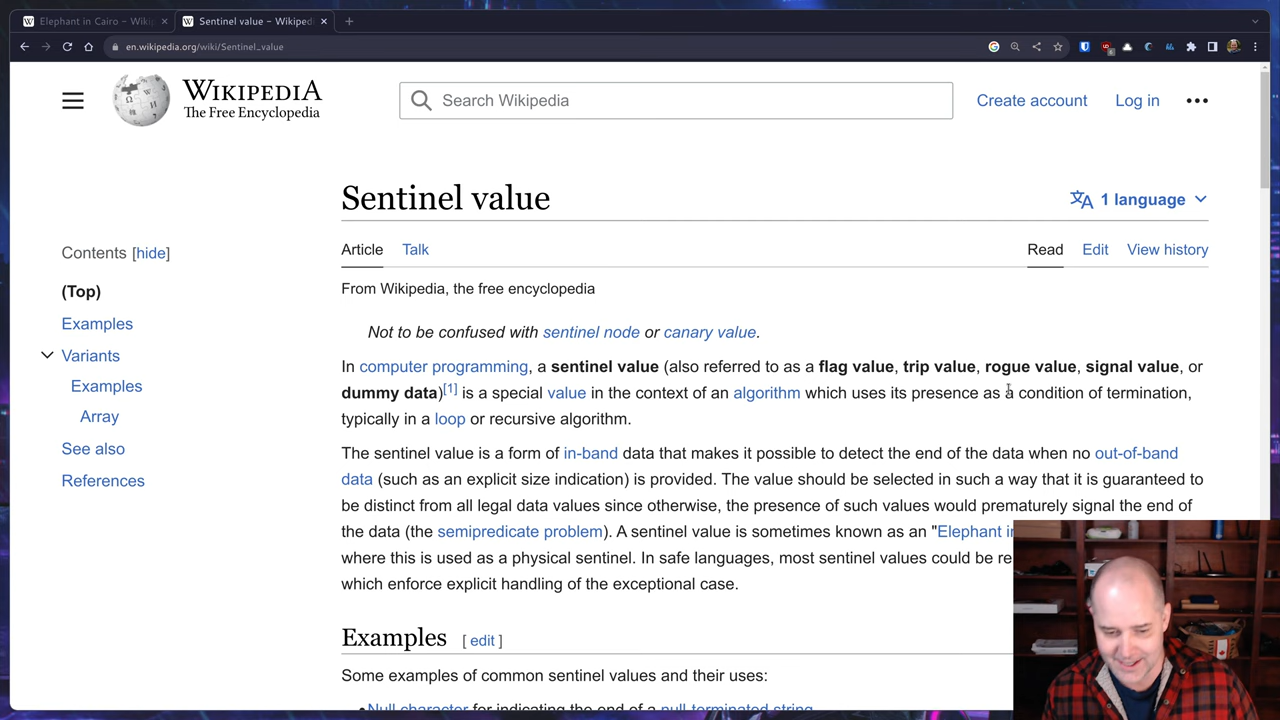 Elephant in Cairo – Wiki
Sentinel value – Wikiped
en.wikipedia.org/wiki/Sentinel_value
WIKIPEDIA
The Free Encyclopedia
Search Wikipedia
Create account
Log in
Sentinel value
1 language
Contents [hide]
Article
Talk
Read
Edit
View history
(Top)
From Wikipedia, the free encyclopedia
Examples
Not to be confused with sentinel node or canary value.
Variants
In computer programming, a sentinel value (also referred to as a flag value, trip value, rogue value, signal value, or
Examples
dummy data)[1] is a special value in the context of an algorithm which uses its presence as a condition of termination,
Array
typically in a loop or recursive algorithm.
See also
The sentinel value is a form of in-band data that makes it possible to detect the end of the data when no out-of-band
References
data (such as an explicit size indication) is provided. The value should be selected in such a way that it is guaranteed to
be distinct from all legal data values since otherwise, the presence of such values would prematurely signal the end of
the data (the semipredicate problem). A sentinel value is sometimes known as an "Elephant in
where this is used as a physical sentinel. In safe languages, most sentinel values could be re
which enforce explicit handling of the exceptional case.
Examples [ edit ]
Some examples of common sentinel values and their uses:
• Null character for indicating the end of a null-terminated string